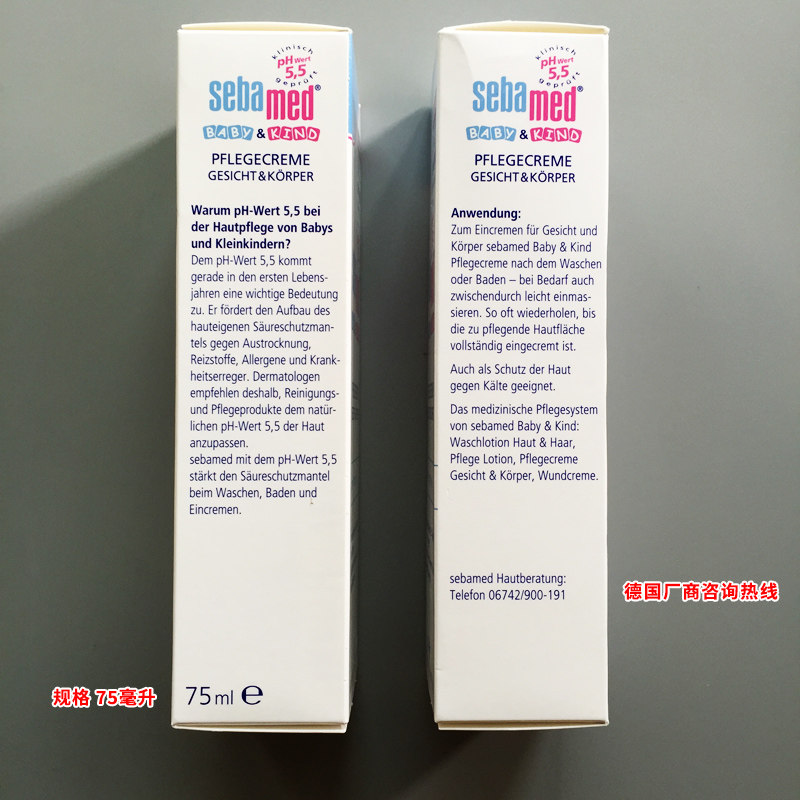 klinisch
pH Wert
5,5
geprüft
sebamed®
BABY & KIND
PFLEGECREME
GESICHT&KÖRPER
Warum pH-Wert 5,5 bei
der Hautpflege von Babys
und Kleinkindern?
Dem pH-Wert 5,5 kommt
gerade in den ersten Lebens-
jahren eine wichtige Bedeutung
zu. Er fördert den Aufbau des
hauteigenen Säureschutzman-
tels gegen Austrocknung,
Reizstoffe, Allergene und Krank-
heitserreger. Dermatologen
empfehlen deshalb, Reinigungs-
und Pflegeprodukte dem natür-
lichen pH-Wert 5,5 der Haut
anzupassen.
sebamed mit dem pH-Wert 5,5
stärkt den Säureschutzmantel
beim Waschen, Baden und
Eincremen.
规格 75毫升
75ml ℮
klinisch
pH Wert
5,5
geprüft
sebamed®
BABY & KIND
PFLEGECREME
GESICHT&KÖRPER
Anwendung:
Zum Eincremen für Gesicht und
Körper sebamed Baby & Kind
Pflegecreme nach dem Waschen
oder Baden – bei Bedarf auch
zwischendurch leicht einmas-
sieren. So oft wiederholen, bis
die zu pflegende Hautfläche
vollständig eingecremt ist.
Auch als Schutz der Haut
gegen Kälte geeignet.
Das medizinische Pflegesystem
von sebamed Baby & Kind:
Waschlotion Haut & Haar,
Pflege Lotion, Pflegecreme
Gesicht & Körper, Wundcreme.
sebamed Hautberatung:
Telefon 06742/900-191
德国厂商咨询热线